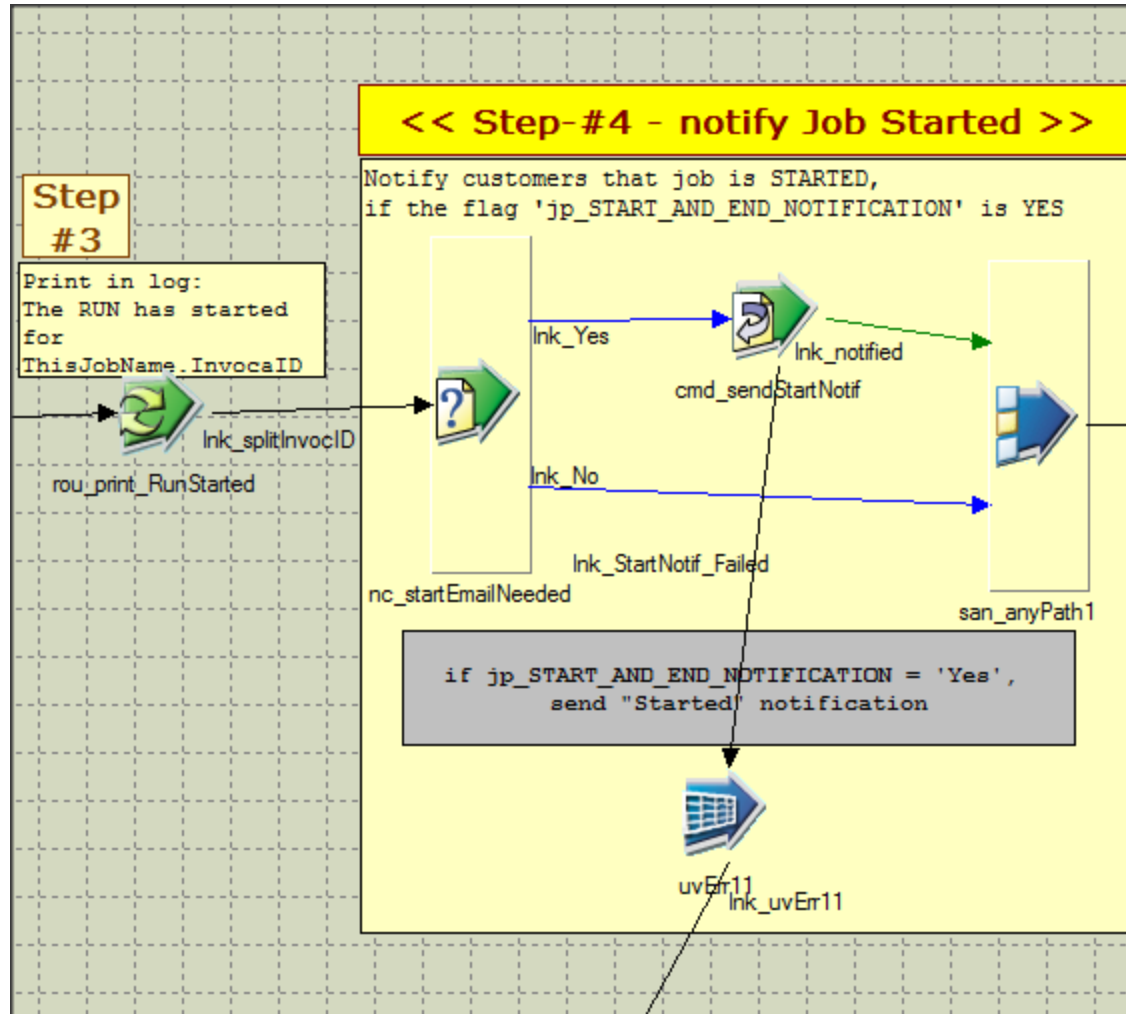 << Step-#4 - notify Job Started >>
Step
#3
Print in log:
The RUN has started
for
ThisJobName.InvocaID
Notify customers that job is STARTED,
if the flag 'jp_START_AND_END_NOTIFICATION' is YES
lnk_Yes
lnk_notified
cmd_sendStartNotif
lnk_splitInvocID
rou_print_RunStarted
lnk_No
lnk_StartNotif_Failed
nc_startEmailNeeded
san_anyPath1
if jp_START_AND_END_NOTIFICATION = 'Yes',
send "Started" notification
uvErr11
lnk_uvErr11